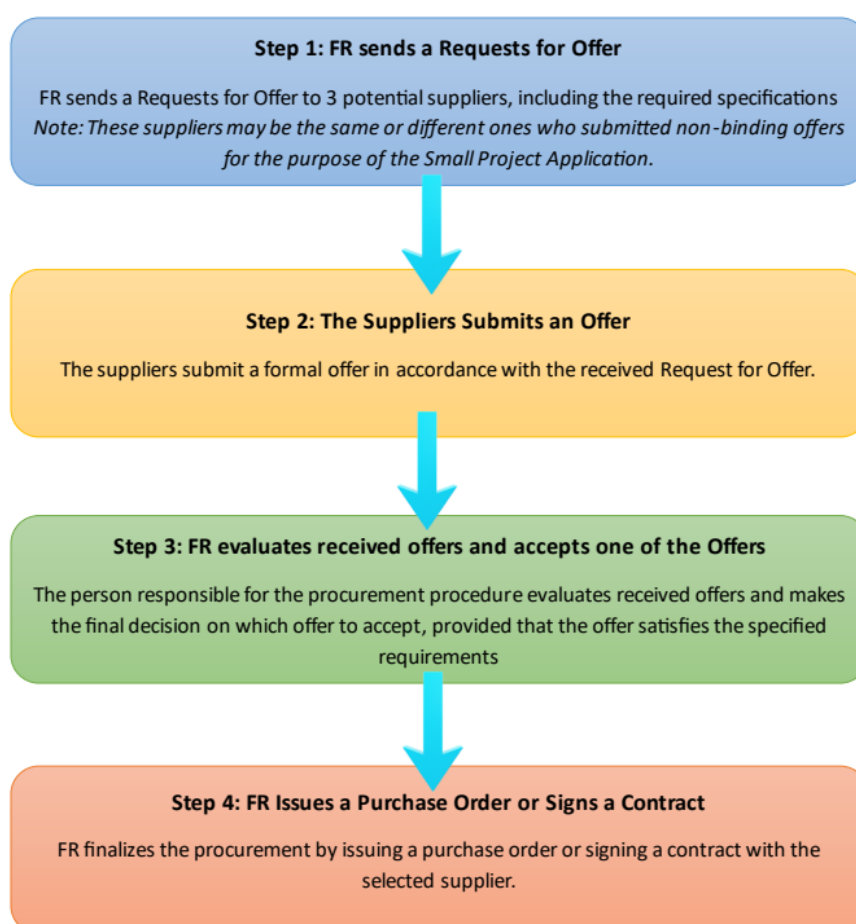 Step 1: FR sends a Requests for Offer
FR sends a Requests for Offer to 3 potential suppliers, including the required specifications
Note: These suppliers may be the same or different ones who submitted non-binding offers
for the purpose of the Small Project Application.
Step 2: The Suppliers Submits an Offer
The suppliers submit a formal offer in accordance with the received Request for Offer.
Step 3: FR evaluates received offers and accepts one of the Offers
The person responsible for the procurement procedure evaluates received offers and makes
the final decision on which offer to accept, provided that the offer satisfies the specified
requirements
Step 4: FR Issues a Purchase Order or Signs a Contract
FR finalizes the procurement by issuing a purchase order or signing a contract with the
selected supplier.